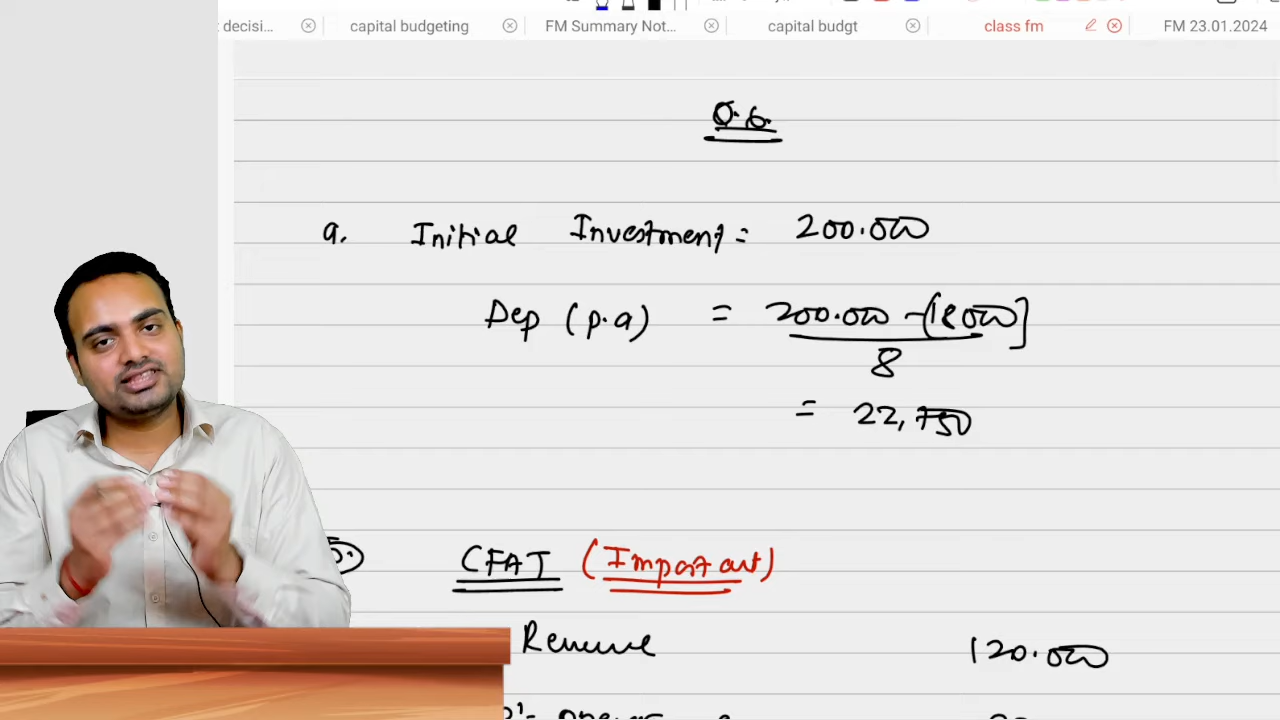 decisi...
capital budgeting
FM Summary Not...
capital budgt
class fm
FM 23.01.2024
Q.6.
a. Initial Investment = 200.000
Dep (p.a) = 200.000 - [18000]
8
= 22,750
b. CFAT (Important)
Revenue 120.000